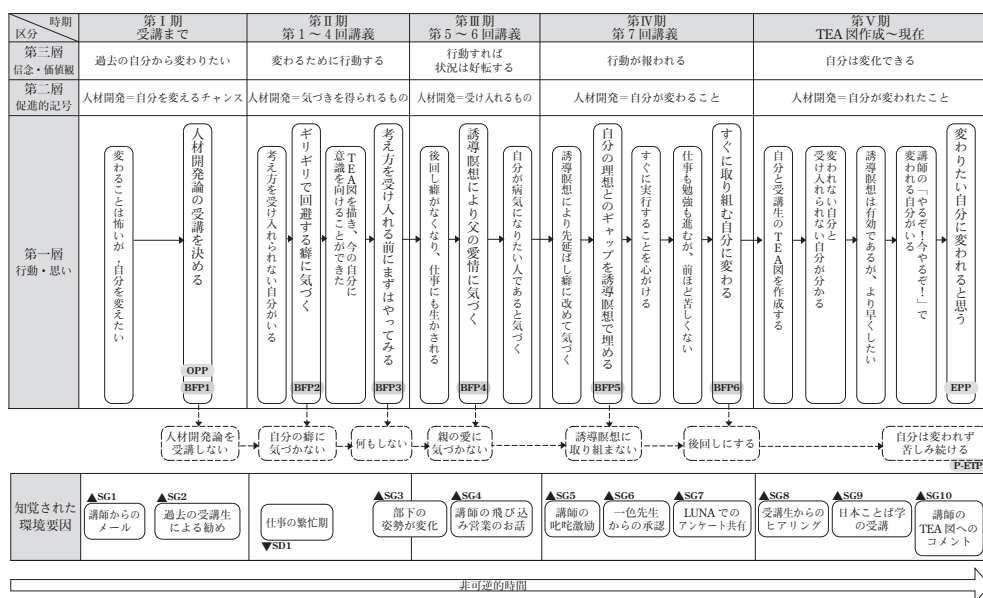 時期
区分
第Ⅰ期
受講まで
第Ⅱ期
第1～4回講義
第Ⅲ期
第5～6回講義
第Ⅳ期
第7回講義
第Ⅴ期
TEA図作成～現在
第三層
信念・価値観
過去の自分から変わりたい
変わるために行動する
行動すれば
状況は好転する
行動が報われる
自分は変化できる
第二層
促進的記号
人材開発＝自分を変えるチャンス
人材開発＝気づきを得られるもの
人材開発＝受け入れるもの
人材開発＝自分が変わること
人材開発＝自分が変われたこと
第一層
行動・思い
変わることは怖いが，自分を変えたい
人材開発論の受講を決める
OPP
BFP1
考え方を受け入れられない自分がいる
ギリギリで回避する癖に気づく
BFP2
TEA図を描き、今の自分に
意識を向けることができた
考え方を受け入れる前にまずはやってみる
BFP3
後回し癖がなくなり、仕事にも生かされる
誘導瞑想により父の愛情に気づく
BFP4
自分が病気になりたい人であると気づく
誘導瞑想により先延ばし癖に改めて気づく
自分の理想とのギャップを誘導瞑想で埋める
BFP5
すぐに実行することを心がける
仕事も勉強も進むが、前ほど苦しくない
すぐに取り組む自分に変わる
BFP6
自分と受講生のTEA図を作成する
変われない自分と
受け入れられない自分が分かる
誘導瞑想は有効であるが、より早くしたい
講師の「やるぞ！今やるぞ！」で
変われる自分がいる
変わりたい自分に変われると思う
EPP
人材開発論を
受講しない
自分の癖に
気づかない
何もしない
親の愛に
気づかない
誘導瞑想に
取り組まない
後回しにする
自分は変われず
苦しみ続ける
P-ETP
知覚された
環境要因
▲SG1
講師からの
メール
▲SG2
過去の受講生
による勧め
仕事の繁忙期
▼SD1
▲SG3
部下の
姿勢が変化
▲SG4
講師の飛び込
み営業のお話
▲SG5
講師の
叱咤激励
▲SG6
一色先生
からの承認
▲SG7
LUNAでの
アンケート共有
▲SG8
受講生からの
ヒアリング
▲SG9
日本ことば学
の受講
▲SG10
講師の
TEA図への
コメント
非可逆的時間